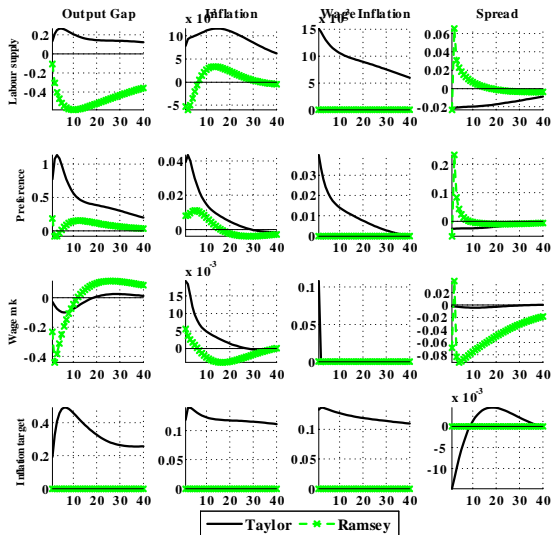 Output Gap Inflation Wage Inflation Spread
x 10⁻³ x 10⁻³
Labour supply
0.2 0 -0.2 -0.4
10 5 0 -5
15 10 5 0
0.06 0.04 0.02 0 -0.02
10 20 30 40 10 20 30 40 10 20 30 40 10 20 30 40
Preference
1 0.5 0
0.04 0.02 0
0.03 0.02 0.01 0
0.2 0.1 0
10 20 30 40 10 20 30 40 10 20 30 40 10 20 30 40
x 10⁻³
Wage mk
0 -0.2 -0.4
15 10 5 0
0.1 0.05 0
0.02 0 -0.02 -0.04 -0.06 -0.08
10 20 30 40 10 20 30 40 10 20 30 40 10 20 30 40
x 10⁻³
Inflation target
0.4 0.2 0
0.1 0.05 0
0.1 0.05 0
0 -5 -10
10 20 30 40 10 20 30 40 10 20 30 40 10 20 30 40
Taylor Ramsey